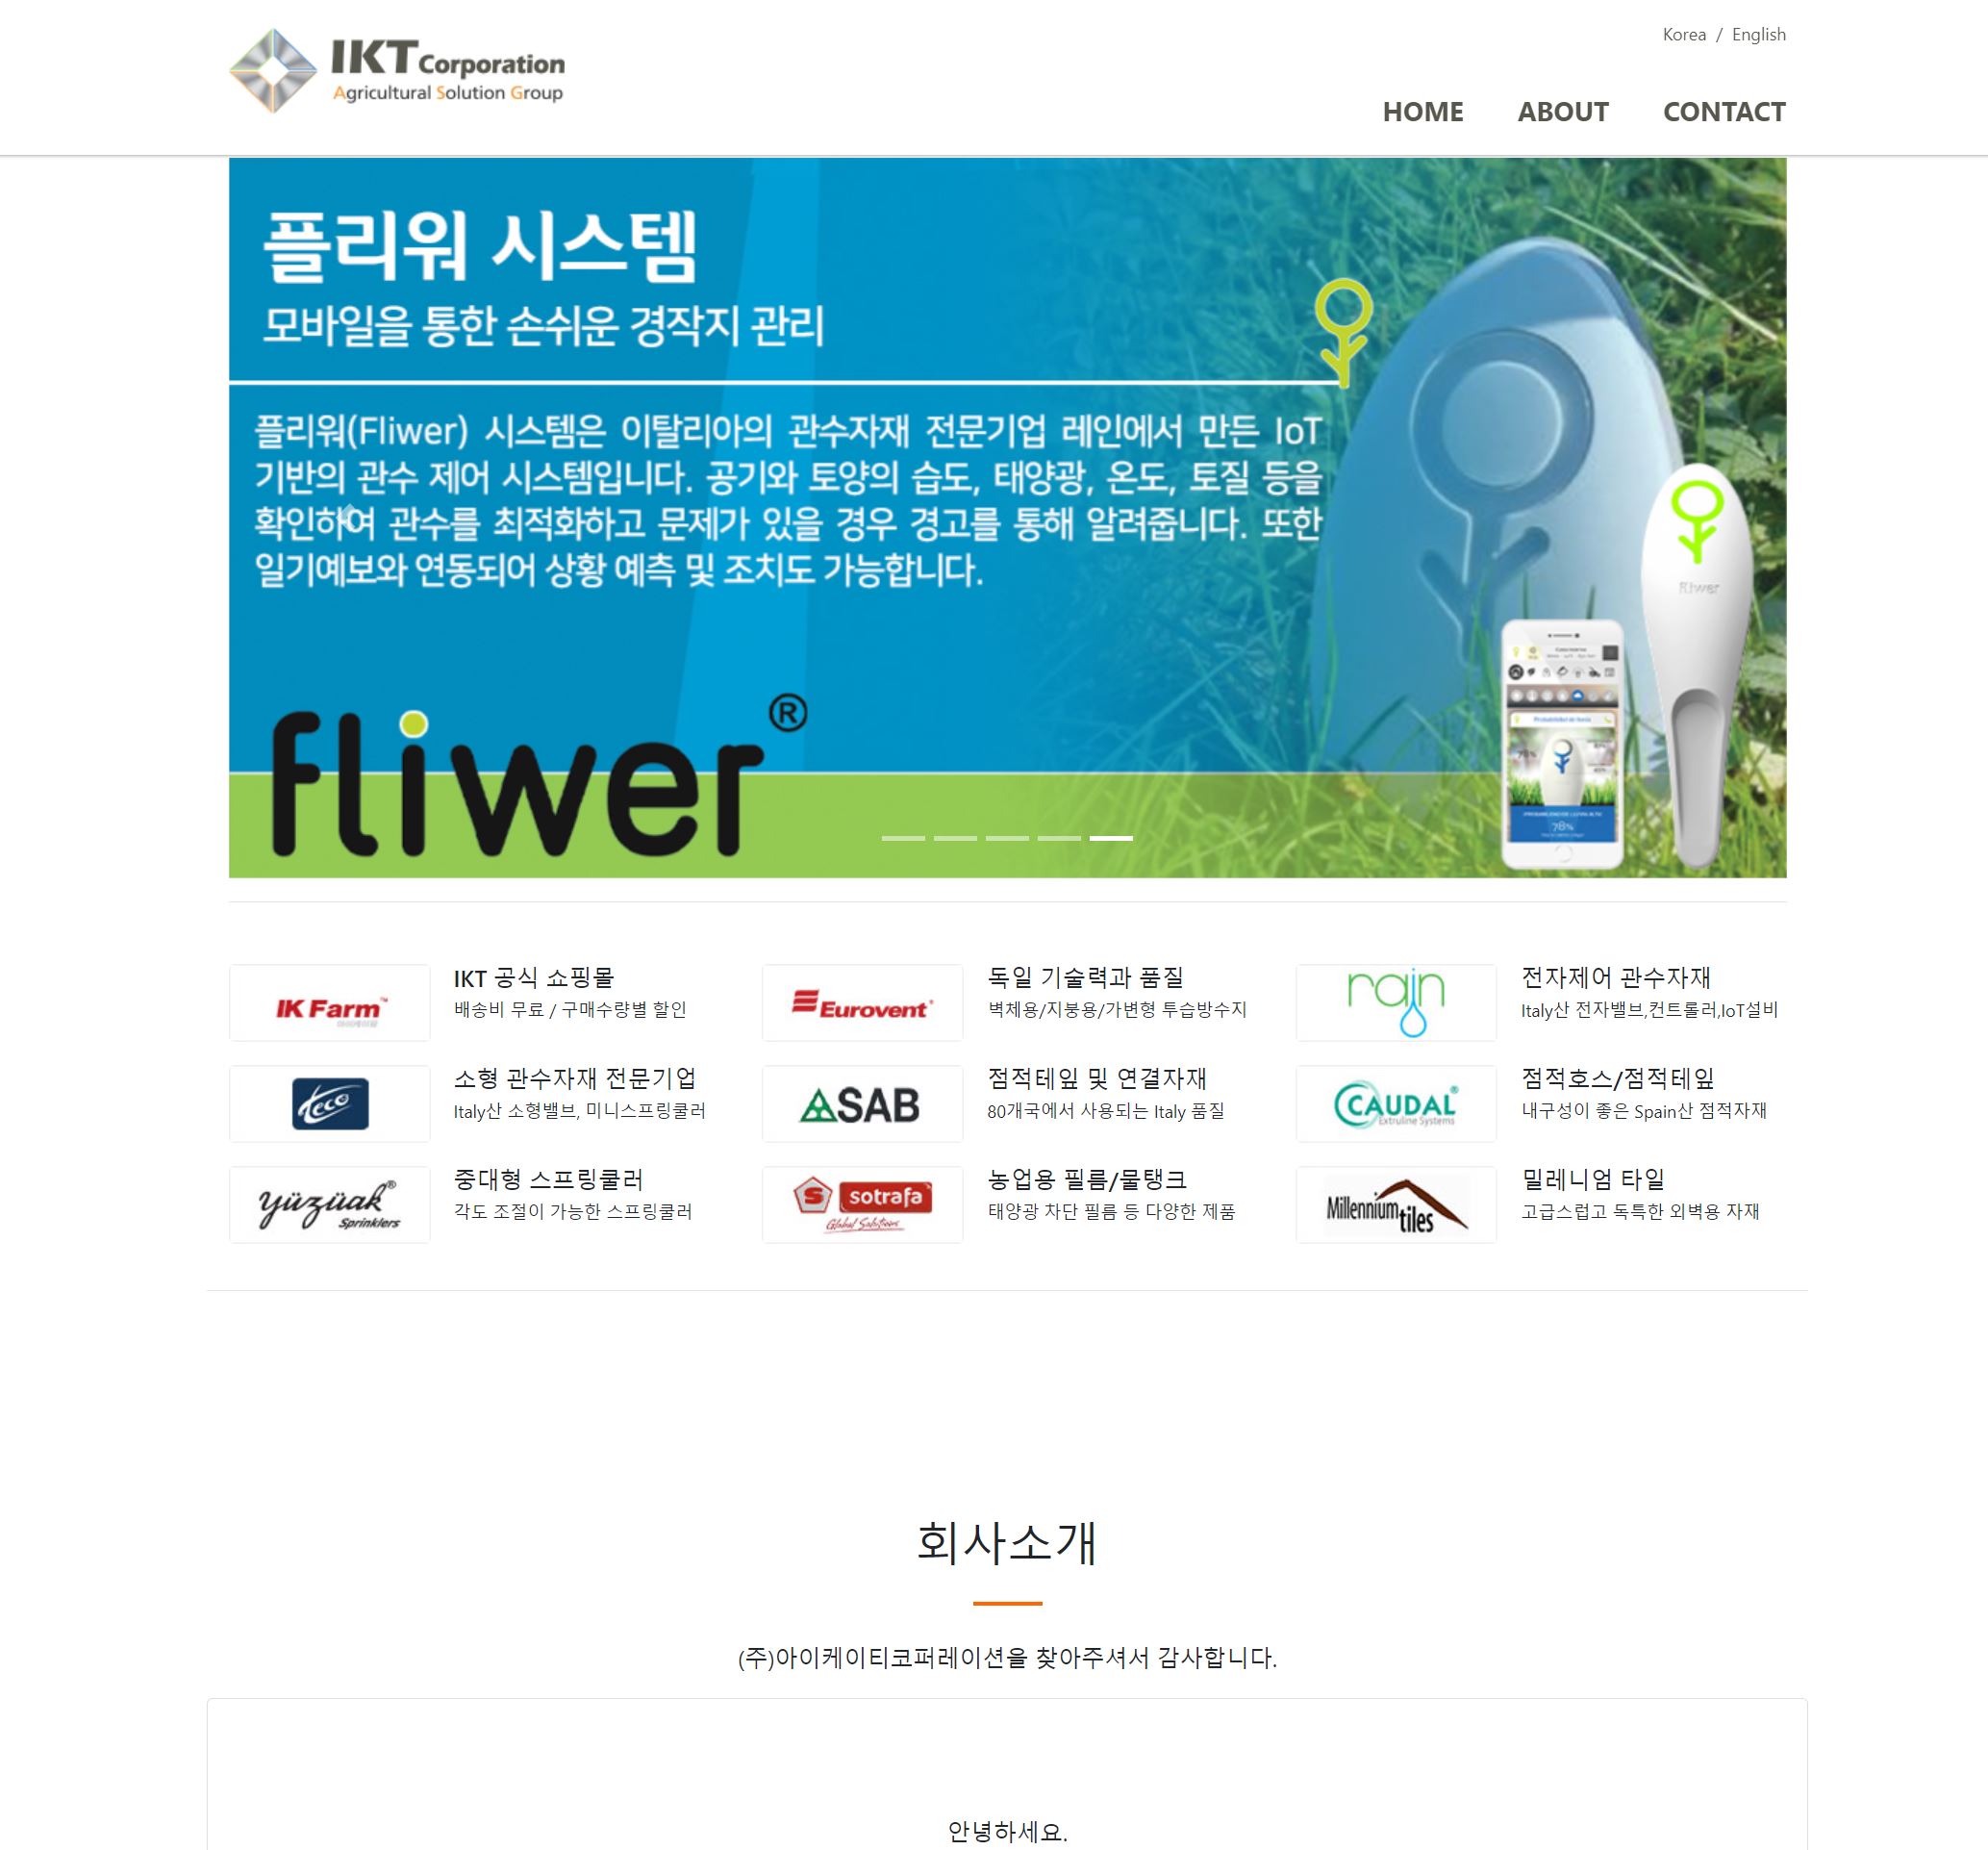 IKT Corporation
Agricultural Solution Group
Korea / English
HOME ABOUT CONTACT
플리워 시스템
모바일을 통한 손쉬운 경작지 관리
플리워(Fliwer) 시스템은 이탈리아의 관수자재 전문기업 레인에서 만든 IoT
기반의 관수 제어 시스템입니다. 공기와 토양의 습도, 태양광, 온도, 토질 등을
확인하여 관수를 최적화하고 문제가 있을 경우 경고를 통해 알려줍니다. 또한
일기예보와 연동되어 상황 예측 및 조치도 가능합니다.
fliwer
78%
fliwer®
IK Farm™
아이케이팜
IKT 공식 쇼핑몰
배송비 무료 / 구매수량별 할인
Eurovent®
독일 기술력과 품질
벽체용/지붕용/가변형 투습방수지
rain
전자제어 관수자재
Italy산 전자밸브,컨트롤러,IoT설비
teco
소형 관수자재 전문기업
Italy산 소형밸브, 미니스프링쿨러
SAB
점적테잎 및 연결자재
80개국에서 사용되는 Italy 품질
CAUDAL®
Extruline Systems
점적호스/점적테잎
내구성이 좋은 Spain산 점적자재
yüzüak®
Sprinklers
중대형 스프링쿨러
각도 조절이 가능한 스프링쿨러
S sotrafa
Global Solutions
농업용 필름/물탱크
태양광 차단 필름 등 다양한 제품
Millennium
tiles
밀레니엄 타일
고급스럽고 독특한 외벽용 자재
회사소개
(주)아이케이티코퍼레이션을 찾아주셔서 감사합니다.
안녕하세요.